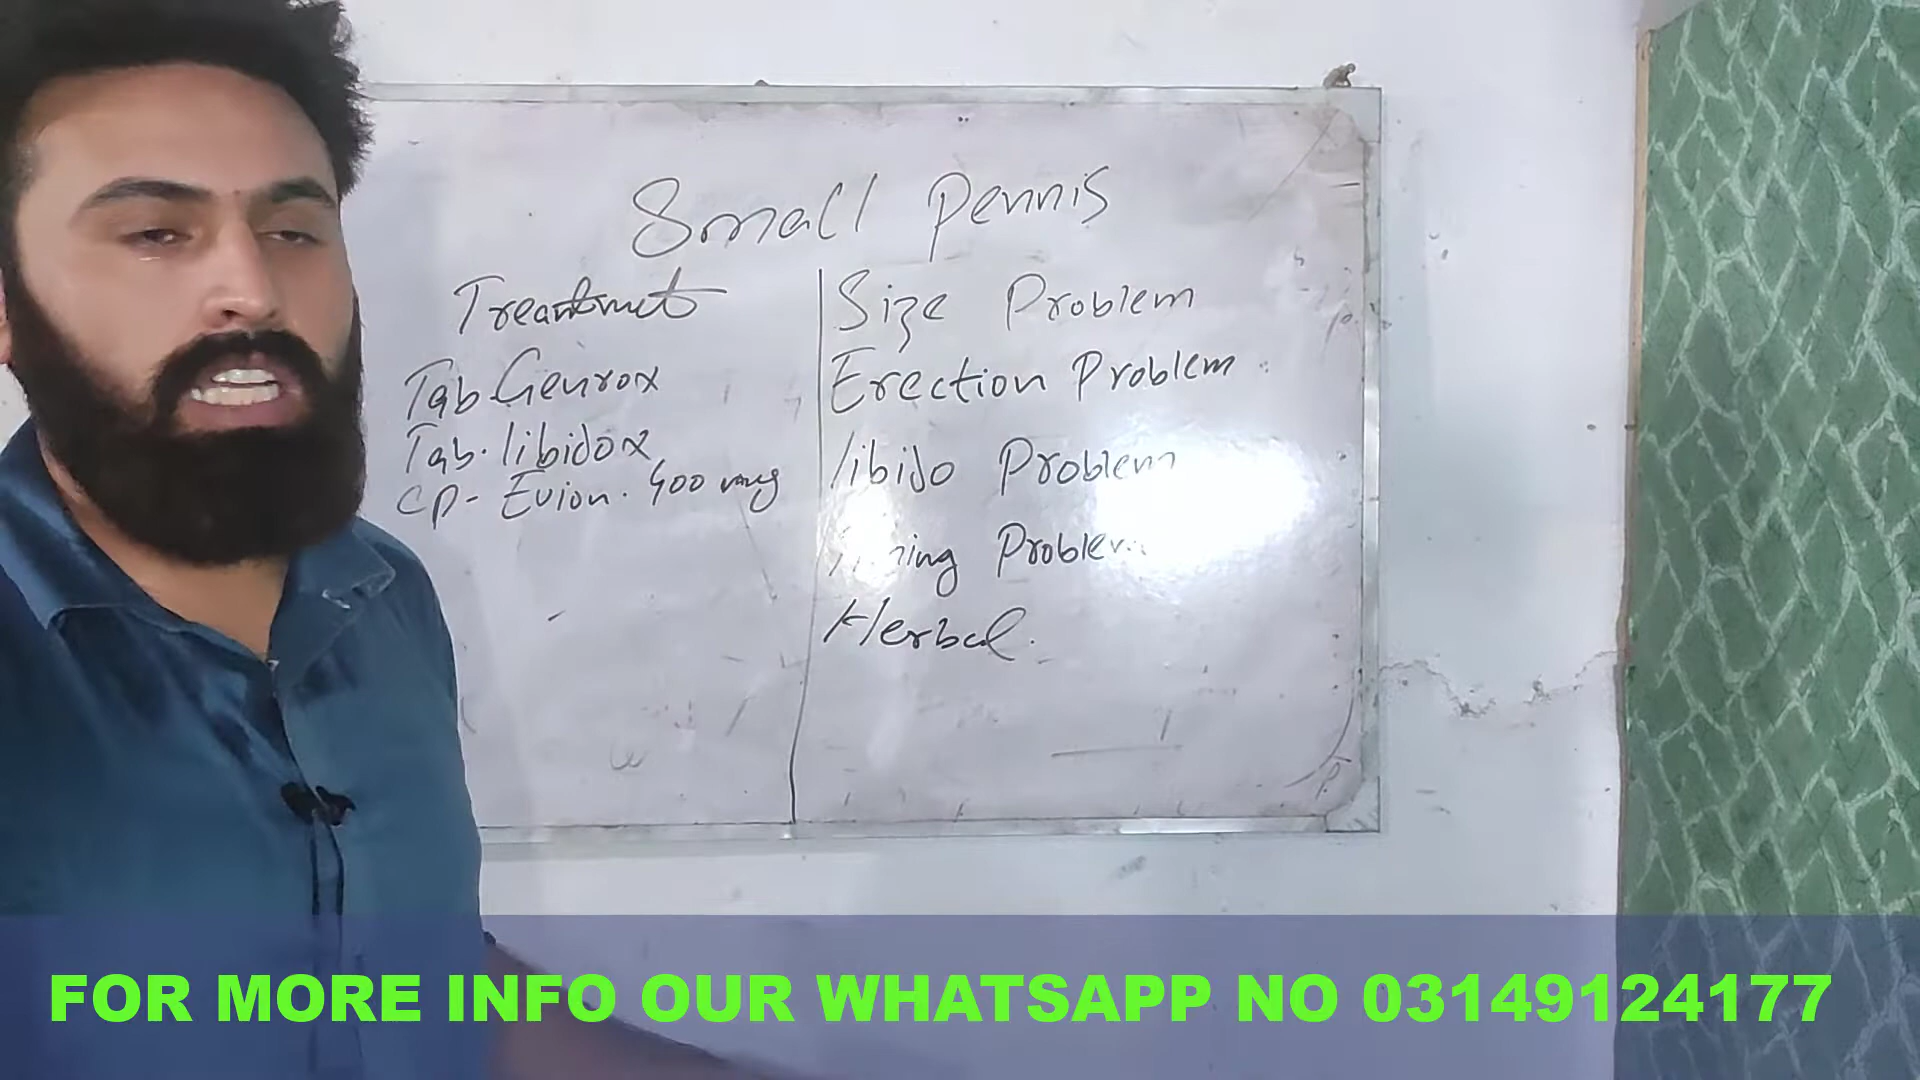 Small Pennis
Treantmet
Tab Genrox
Tab. libidox
CP- Evion. 400 mg
Size Problem
Erection Problem
libido Problem
Problem
Herbal.
FOR MORE INFO OUR WHATSAPP NO 03149124177